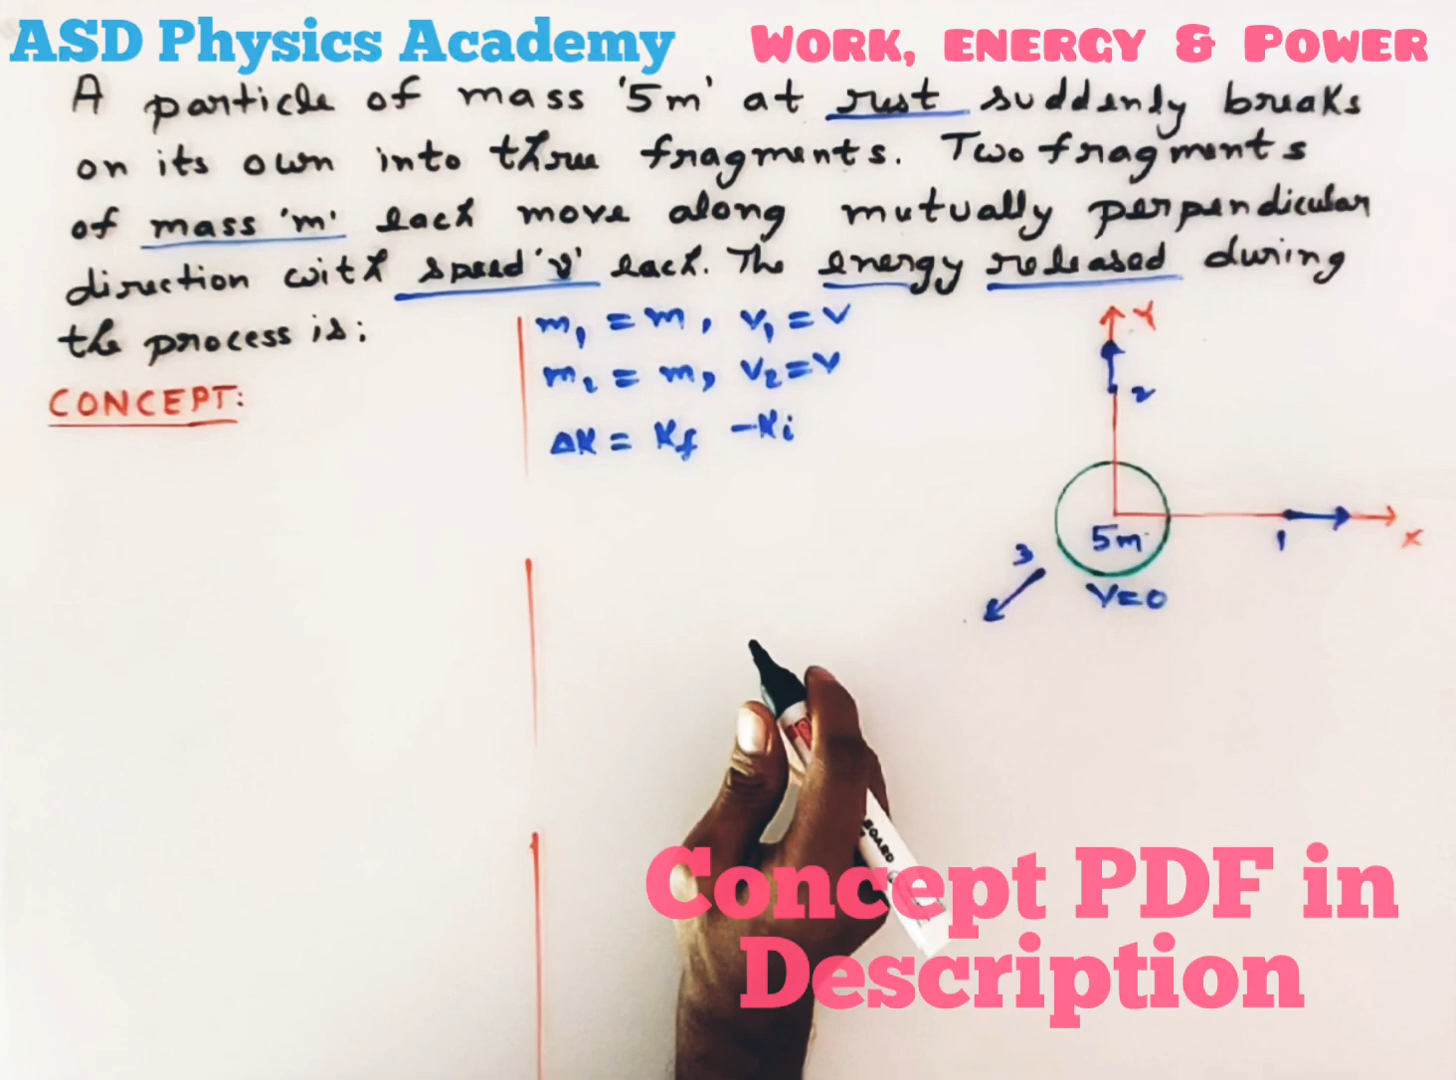 ASD Physics Academy
WORK, ENERGY & POWER
A particle of mass '5m' at rest suddenly breaks
on its own into three fragments. Two fragments
of mass 'm' each move along mutually perpendicular
direction with speed 'v' each. The energy released during
the process is:
CONCEPT:
m₁ = m, v₁ = v
m₂ = m, v₂ = v
ΔK = Kf - Ki
Y
2
5m
V=0
3
1
X
BOARD
Concept PDF in
Description